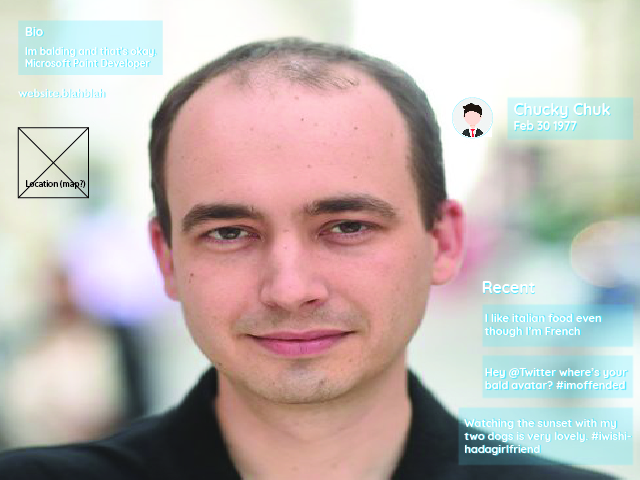 Bio
Im balding and that's okay.
Microsoft Paint Developer
website.blahblah
Location (map?)
Chucky Chuk
Feb 30 1977
Recent
I like italian food even
though I'm French
Hey @Twitter where's your
bald avatar? #imoffended
Watching the sunset with my
two dogs is very lovely. #iwishi-
hadagirlfriend